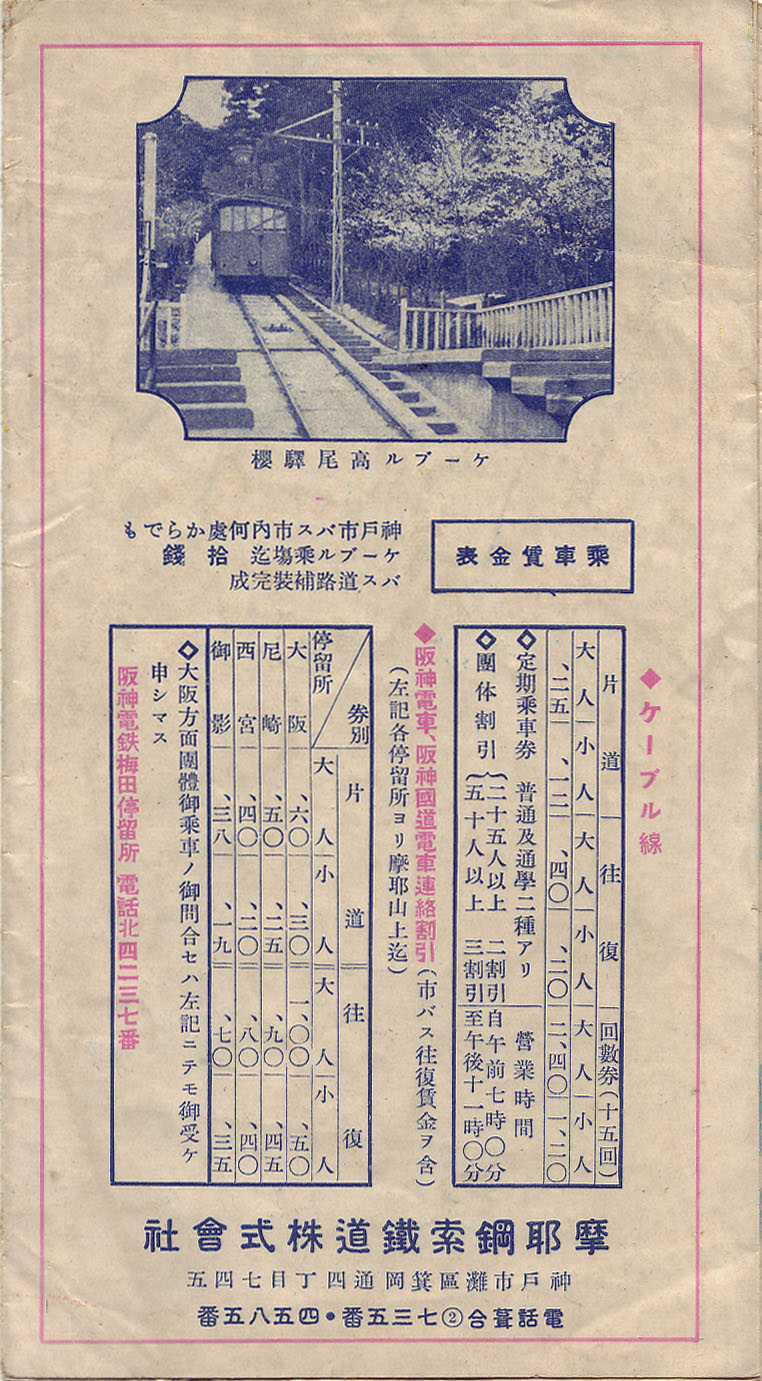 ケーブル高尾驛櫻
乘車賃金表
神戸市バス市内何處からでも
ケーブル乘塲迄 拾錢
バス道路補裝完成
◆ケーブル線
片道 往復 回數券(十五回)
大人 小人 大人 小人 大人 小人
、二五 、一三 、四〇 、二〇 二、四〇 一、二〇
◇定期乘車券 普通及通學二種アリ
◇團体割引 二十五人以上 二割引
五十人以上 三割引
營業時間
自午前七時〇分
至午後十一時〇分
◆阪神電車、阪神國道電車連絡割引(市バス往復賃金ヲ含)
(左記各停留所ヨリ摩耶山上迄)
券別 片道 往復
停留所 大人 小人 大人 小人
大阪 、六〇 、三〇 一、〇〇 、五〇
尼崎 、五〇 、二五 、九〇 、四五
西宮 、四〇 、二〇 、八〇 、四〇
御影 、三八 、一九 、七〇 、三五
◇大阪方面團體御乘車ノ御問合セハ左記ニテモ御受ケ
申シマス
阪神電鉄梅田停留所 電話北四二三七番
摩耶鋼索鐵道株式會社
神戸市灘區箕岡通四丁目七四五
電話葺合②七三五番・四五八五番